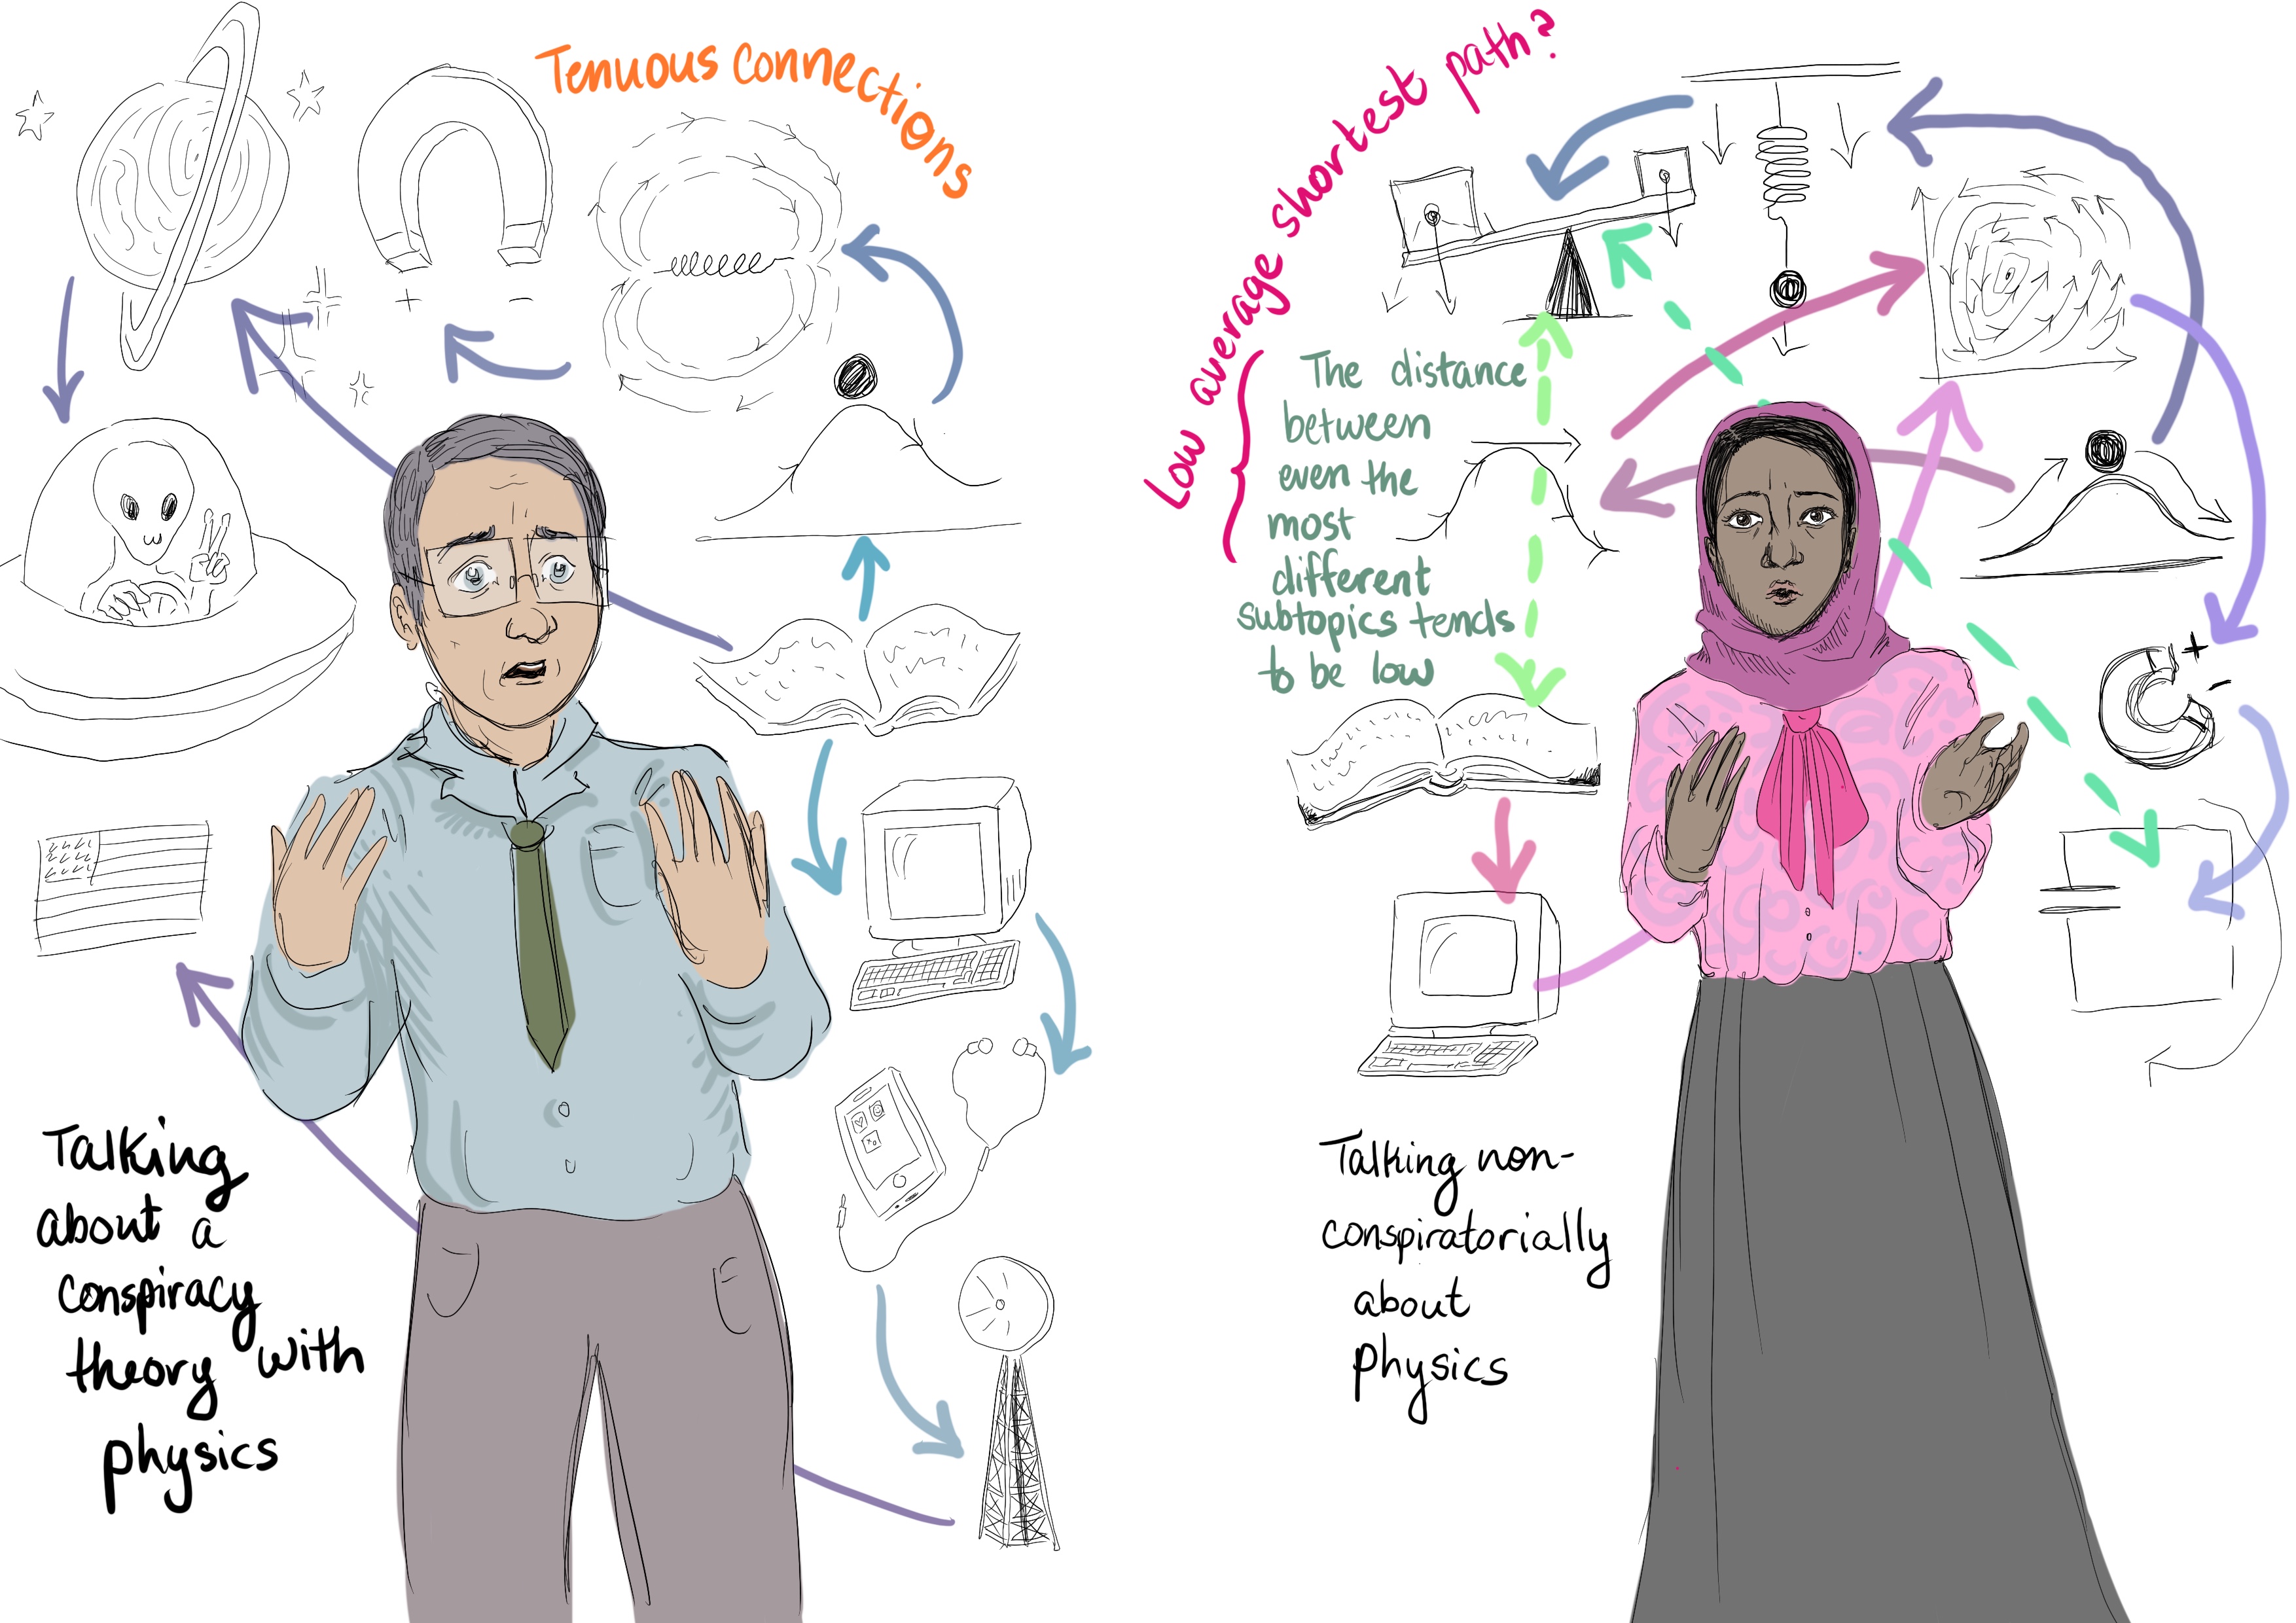 Tenuous connections
Talking
about a
conspiracy
theory with
physics
Low average shortest path?
The distance
between
even the
most
different
subtopics tends
to be low
Talking non-
conspiratorially
about
physics
+
-
+
-